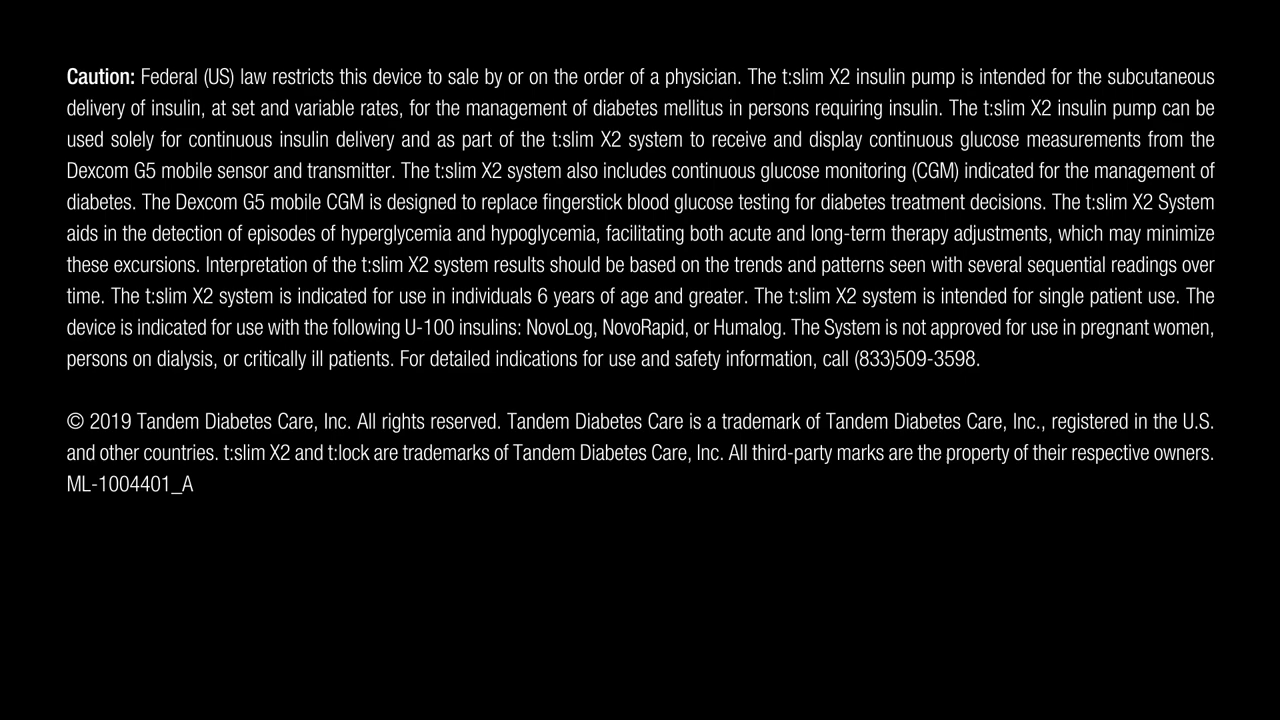 Caution: Federal (US) law restricts this device to sale by or on the order of a physician. The t:slim X2 insulin pump is intended for the subcutaneous
delivery of insulin, at set and variable rates, for the management of diabetes mellitus in persons requiring insulin. The t:slim X2 insulin pump can be
used solely for continuous insulin delivery and as part of the t:slim X2 system to receive and display continuous glucose measurements from the
Dexcom G5 mobile sensor and transmitter. The t:slim X2 system also includes continuous glucose monitoring (CGM) indicated for the management of
diabetes. The Dexcom G5 mobile CGM is designed to replace fingerstick blood glucose testing for diabetes treatment decisions. The t:slim X2 System
aids in the detection of episodes of hyperglycemia and hypoglycemia, facilitating both acute and long-term therapy adjustments, which may minimize
these excursions. Interpretation of the t:slim X2 system results should be based on the trends and patterns seen with several sequential readings over
time. The t:slim X2 system is indicated for use in individuals 6 years of age and greater. The t:slim X2 system is intended for single patient use. The
device is indicated for use with the following U-100 insulins: NovoLog, NovoRapid, or Humalog. The System is not approved for use in pregnant women,
persons on dialysis, or critically ill patients. For detailed indications for use and safety information, call (833)509-3598.
© 2019 Tandem Diabetes Care, Inc. All rights reserved. Tandem Diabetes Care is a trademark of Tandem Diabetes Care, Inc., registered in the U.S.
and other countries. t:slim X2 and t:lock are trademarks of Tandem Diabetes Care, Inc. All third-party marks are the property of their respective owners.
ML-1004401_A